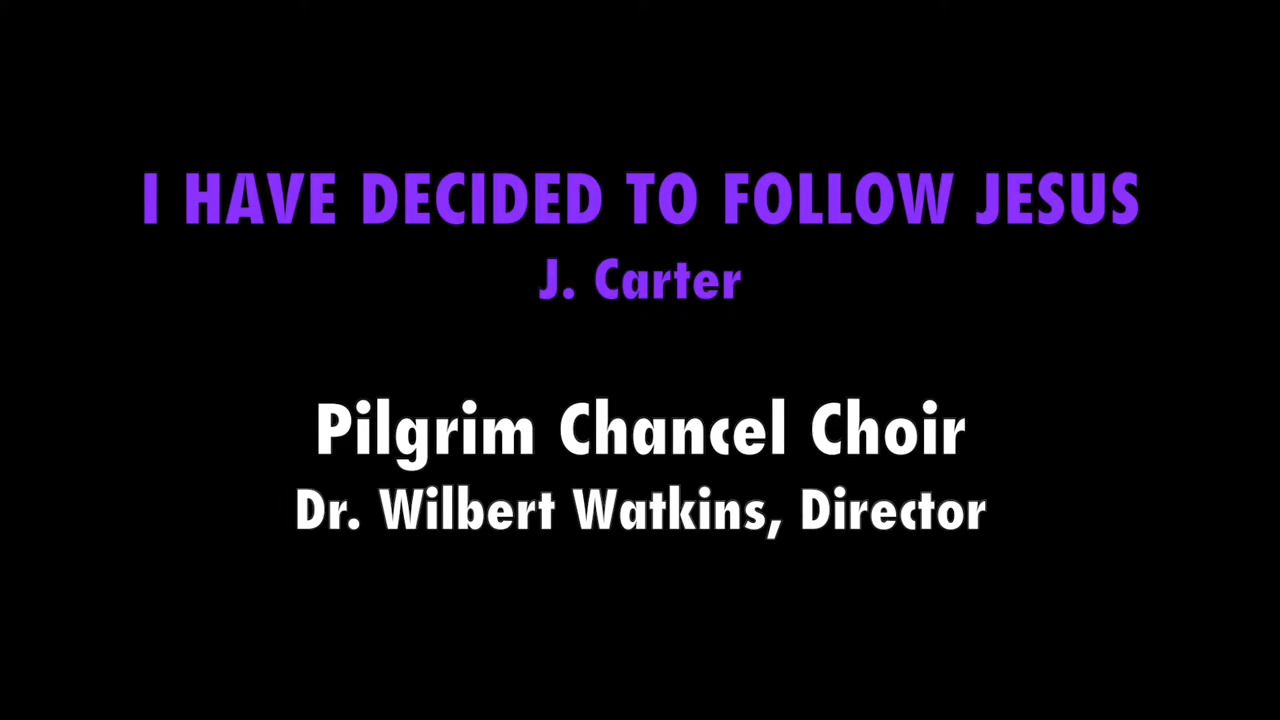 I HAVE DECIDED TO FOLLOW JESUS
J. Carter
Pilgrim Chancel Choir
Dr. Wilbert Watkins, Director